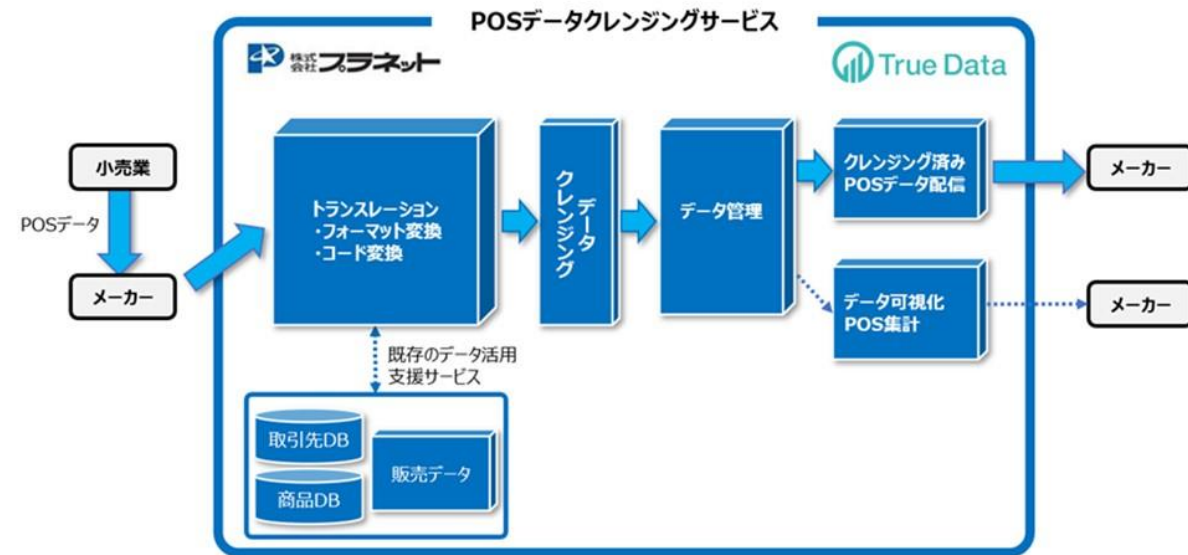 POSデータクレンジングサービス
株式会社プラネット
True Data
小売業
POSデータ
メーカー
トランスレーション
・フォーマット変換
・コード変換
データ
クレンジング
データ管理
クレンジング済み
POSデータ配信
メーカー
データ可視化
POS集計
メーカー
既存のデータ活用
支援サービス
取引先DB
商品DB
販売データ